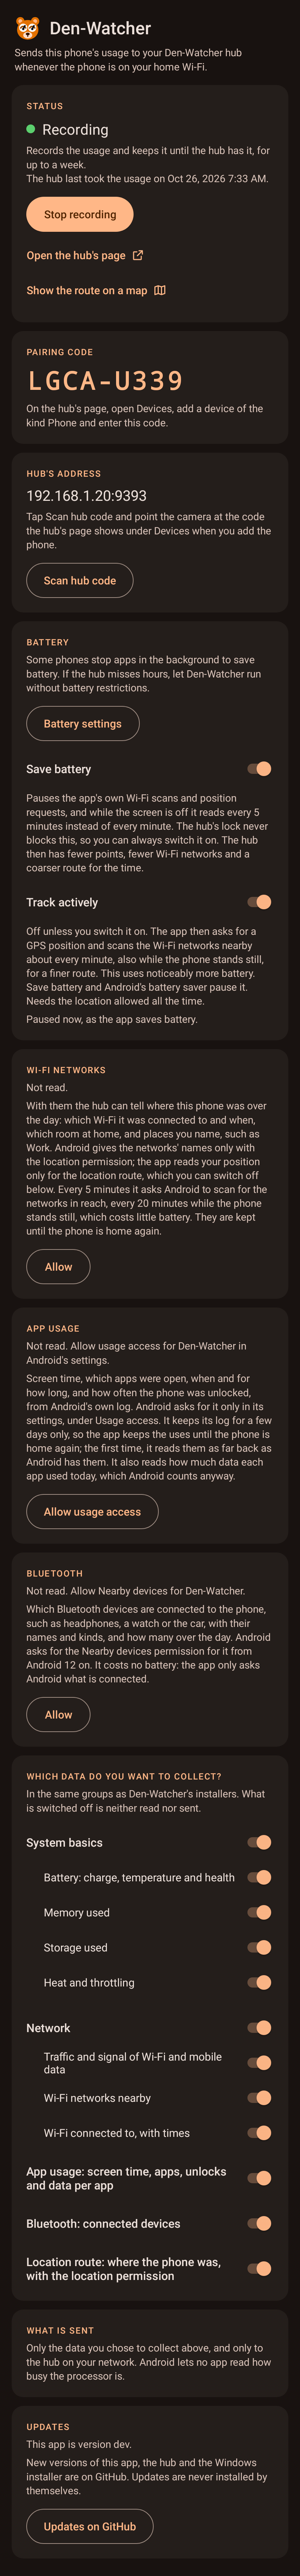 Den-Watcher
Sends this phone's usage to your Den-Watcher hub
whenever the phone is on your home Wi-Fi.
STATUS
Recording
Records the usage and keeps it until the hub has it, for
up to a week.
The hub last took the usage on Oct 26, 2026 7:33 AM.
Stop recording
Open the hub's page
Show the route on a map
PAIRING CODE
LGCA-U339
On the hub's page, open Devices, add a device of the
kind Phone and enter this code.
HUB'S ADDRESS
192.168.1.20:9393
Tap Scan hub code and point the camera at the code
the hub's page shows under Devices when you add the
phone.
Scan hub code
BATTERY
Some phones stop apps in the background to save
battery. If the hub misses hours, let Den-Watcher run
without battery restrictions.
Battery settings
Save battery
Pauses the app's own Wi-Fi scans and position
requests, and while the screen is off it reads every 5
minutes instead of every minute. The hub's lock never
blocks this, so you can always switch it on. The hub
then has fewer points, fewer Wi-Fi networks and a
coarser route for the time.
Track actively
Off unless you switch it on. The app then asks for a
GPS position and scans the Wi-Fi networks nearby
about every minute, also while the phone stands still,
for a finer route. This uses noticeably more battery.
Save battery and Android's battery saver pause it.
Needs the location allowed all the time.
Paused now, as the app saves battery.
WI-FI NETWORKS
Not read.
With them the hub can tell where this phone was over
the day: which Wi-Fi it was connected to and when,
which room at home, and places you name, such as
Work. Android gives the networks' names only with
the location permission; the app reads your position
only for the location route, which you can switch off
below. Every 5 minutes it asks Android to scan for the
networks in reach, every 20 minutes while the phone
stands still, which costs little battery. They are kept
until the phone is home again.
Allow
APP USAGE
Not read. Allow usage access for Den-Watcher in
Android's settings.
Screen time, which apps were open, when and for
how long, and how often the phone was unlocked,
from Android's own log. Android asks for it only in its
settings, under Usage access. It keeps its log for a few
days only, so the app keeps the uses until the phone is
home again; the first time, it reads them as far back as
Android has them. It also reads how much data each
app used today, which Android counts anyway.
Allow usage access
BLUETOOTH
Not read. Allow Nearby devices for Den-Watcher.
Which Bluetooth devices are connected to the phone,
such as headphones, a watch or the car, with their
names and kinds, and how many over the day. Android
asks for the Nearby devices permission for it from
Android 12 on. It costs no battery: the app only asks
Android what is connected.
Allow
WHICH DATA DO YOU WANT TO COLLECT?
In the same groups as Den-Watcher's installers. What
is switched off is neither read nor sent.
System basics
Battery: charge, temperature and health
Memory used
Storage used
Heat and throttling
Network
Traffic and signal of Wi-Fi and mobile
data
Wi-Fi networks nearby
Wi-Fi connected to, with times
App usage: screen time, apps, unlocks
and data per app
Bluetooth: connected devices
Location route: where the phone was,
with the location permission
WHAT IS SENT
Only the data you chose to collect above, and only to
the hub on your network. Android lets no app read how
busy the processor is.
UPDATES
This app is version dev.
New versions of this app, the hub and the Windows
installer are on GitHub. Updates are never installed by
themselves.
Updates on GitHub